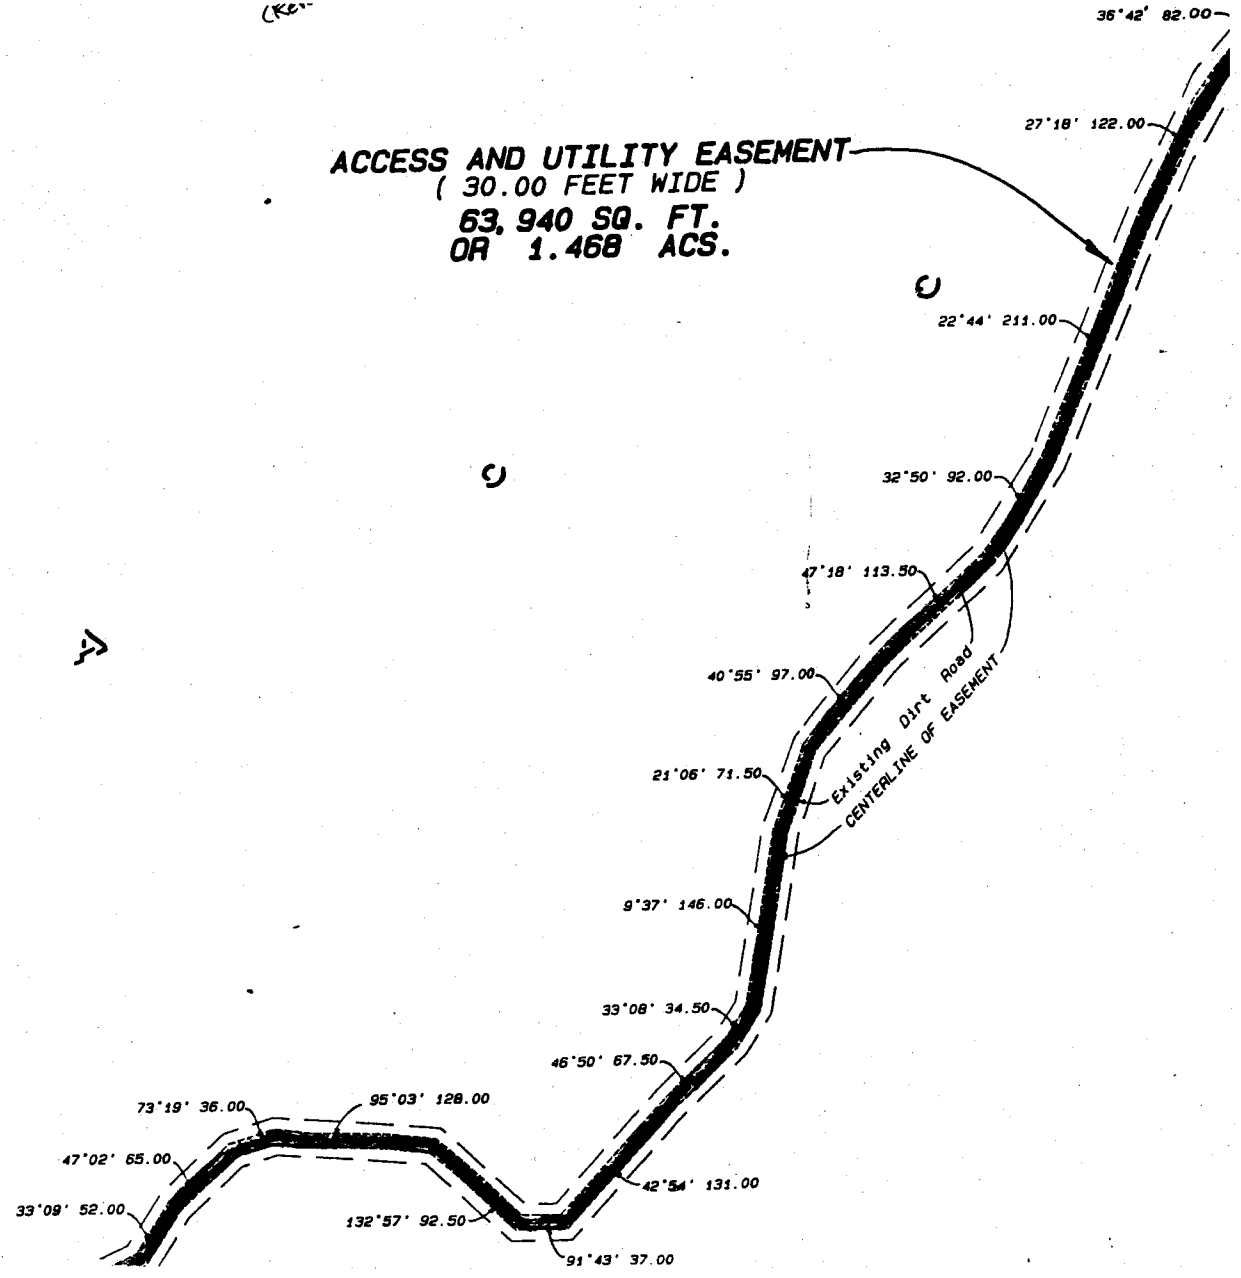 36°42' 82.00
27°18' 122.00
ACCESS AND UTILITY EASEMENT
( 30.00 FEET WIDE )
63,940 SQ. FT.
OR 1.468 ACS.
22°44' 211.00
32°50' 92.00
47°18' 113.50
40°55' 97.00
Existing Dirt Road
CENTERLINE OF EASEMENT
21°06' 71.50
9°37' 146.00
33°08' 34.50
46°50' 67.50
95°03' 128.00
73°19' 36.00
47°02' 65.00
42°54' 131.00
33°09' 52.00
132°57' 92.50
91°43' 37.00